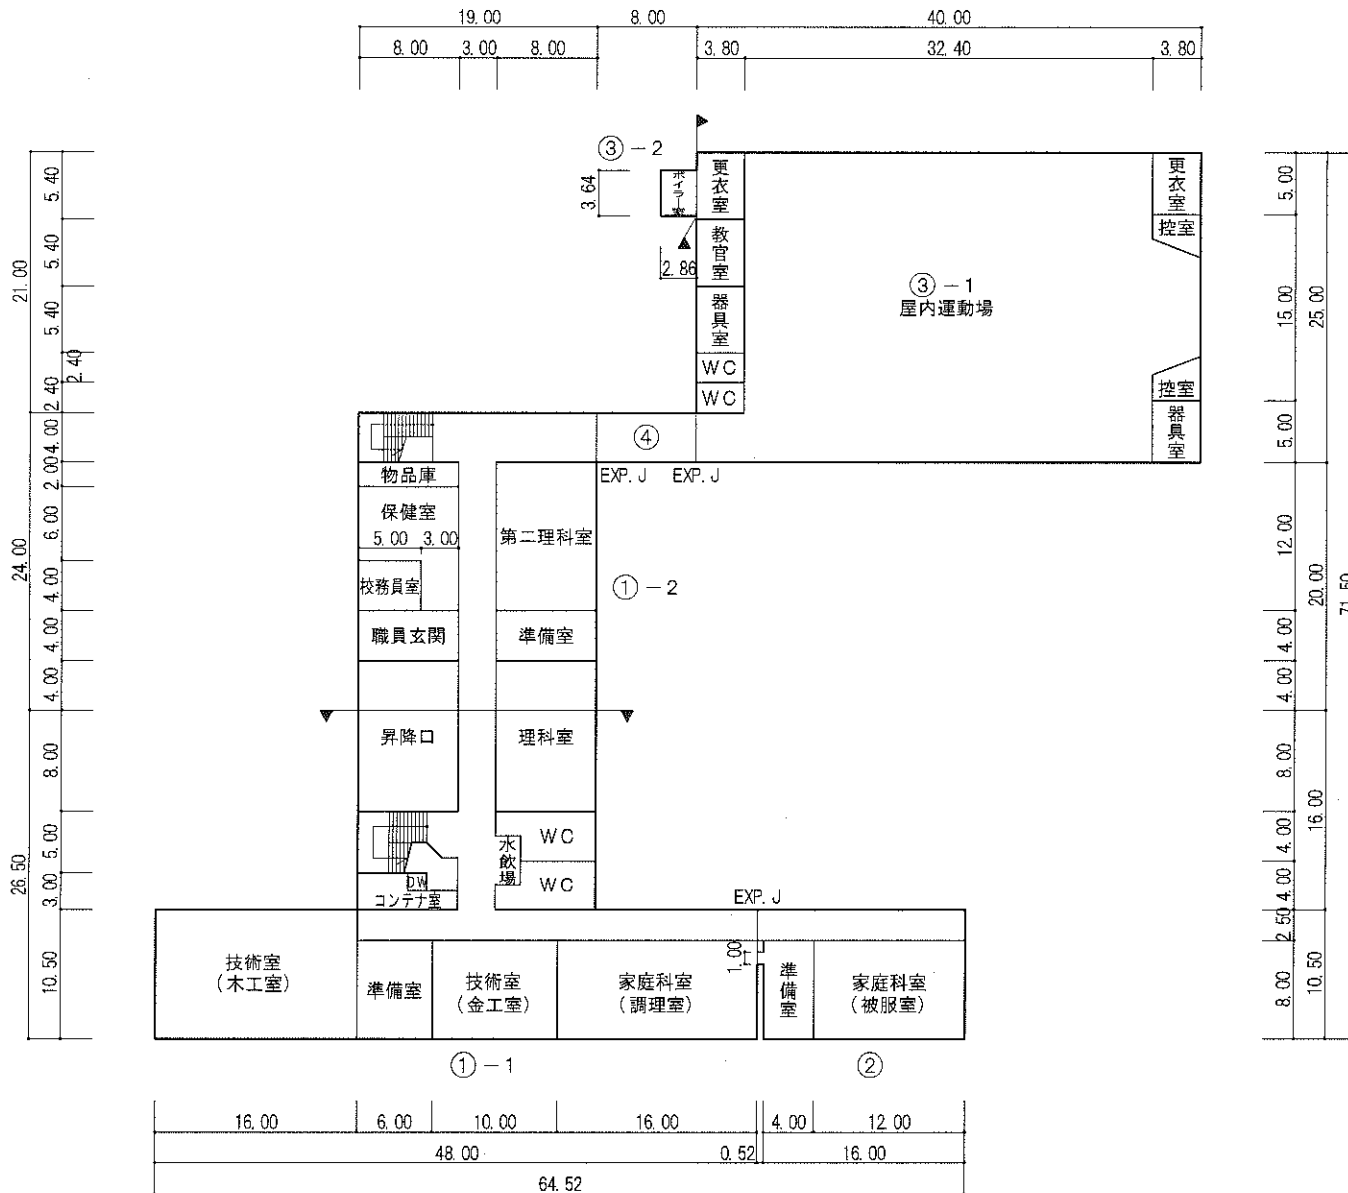 19.00 8.00 40.00
8.00 3.00 8.00 3.80 32.40 3.80
③-2
ボイラー室
3.64
2.86
更衣室
教官室
器具室
WC
WC
③-1
屋内運動場
更衣室
控室
控室
器具室
21.00
5.40
5.40
5.40
2.40
2.40
5.00
15.00
25.00
5.00
④
EXP.J EXP.J
物品庫
保健室
5.00 3.00
校務員室
職員玄関
昇降口
第二理科室
①-2
準備室
理科室
24.00
4.00
2.00
6.00
4.00
4.00
4.00
12.00
4.00
4.00
20.00
71.50
WC
水飲場
WC
DW
コンテナ室
26.50
8.00
5.00
3.00
10.50
8.00
4.00
4.00
16.00
2.50
8.00
10.50
EXP.J
1.00
技術室
(木工室)
準備室
技術室
(金工室)
家庭科室
(調理室)
準備室
家庭科室
(被服室)
①-1 ②
16.00 6.00 10.00 16.00 4.00 12.00
48.00 0.52 16.00
64.52